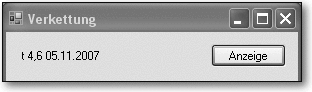 Verkettung
t 4,6 05.11.2007
Anzeige